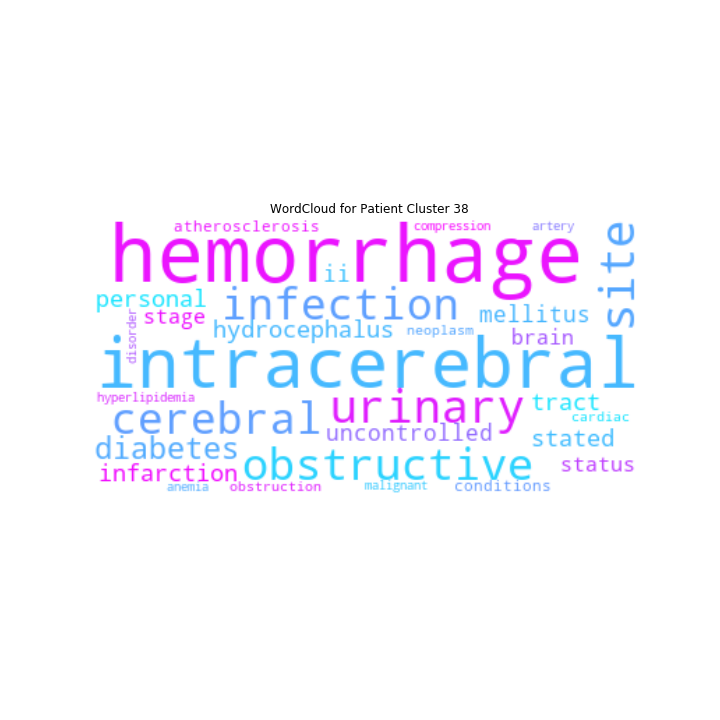 WordCloud for Patient Cluster 38
atherosclerosis compression artery
hemorrhage site
ii
personal infection mellitus
stage hydrocephalus neoplasm brain
disorder
intracerebral
hyperlipidemia urinary tract
cerebral cardiac
diabetes uncontrolled stated
infarction obstructive status
anemia obstruction malignant conditions